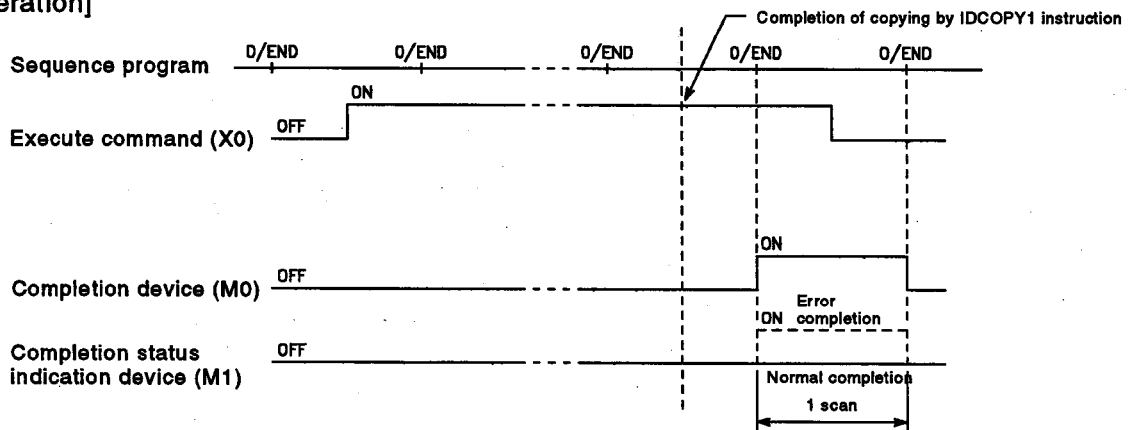 eration]
Completion of copying by IDCOPY1 instruction
Sequence program
0/END 0/END 0/END 0/END 0/END
ON
Execute command (X0) OFF
ON
Completion device (M0) OFF
Error
ON completion
Completion status
indication device (M1)
OFF
Normal completion
1 scan